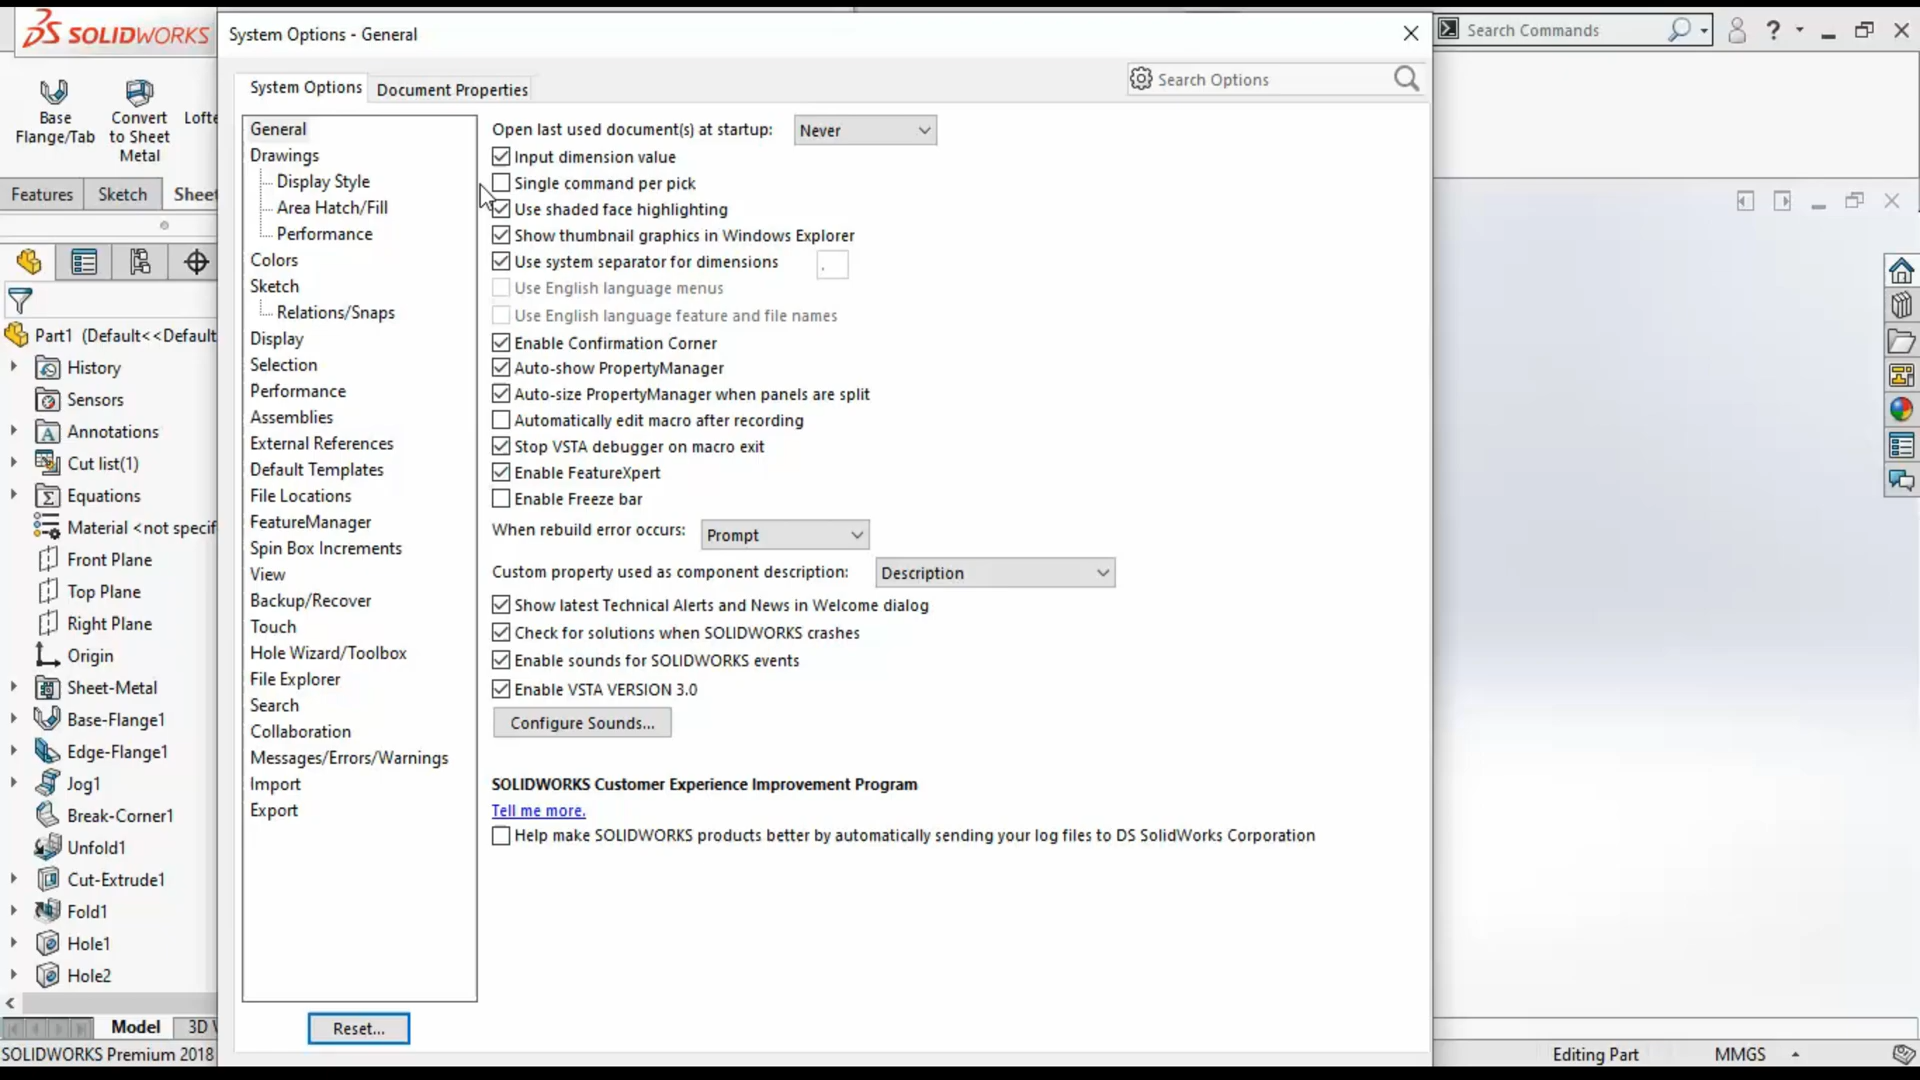 SOLIDWORKS
System Options - General
Search Commands
?
System Options
Document Properties
Search Options
Base
Flange/Tab
Convert
to Sheet
Metal
Lofte
Features
Sketch
Sheet
Part1 (Default<<Default
History
Sensors
Annotations
Cut list(1)
Equations
Material <not specif
Front Plane
Top Plane
Right Plane
Origin
Sheet-Metal
Base-Flange1
Edge-Flange1
Jog1
Break-Corner1
Unfold1
Cut-Extrude1
Fold1
Hole1
Hole2
Model
3D V
SOLIDWORKS Premium 2018
General
Drawings
Display Style
Area Hatch/Fill
Performance
Colors
Sketch
Relations/Snaps
Display
Selection
Performance
Assemblies
External References
Default Templates
File Locations
FeatureManager
Spin Box Increments
View
Backup/Recover
Touch
Hole Wizard/Toolbox
File Explorer
Search
Collaboration
Messages/Errors/Warnings
Import
Export
Reset...
Open last used document(s) at startup: Never
Input dimension value
Single command per pick
Use shaded face highlighting
Show thumbnail graphics in Windows Explorer
Use system separator for dimensions .
Use English language menus
Use English language feature and file names
Enable Confirmation Corner
Auto-show PropertyManager
Auto-size PropertyManager when panels are split
Automatically edit macro after recording
Stop VSTA debugger on macro exit
Enable FeatureXpert
Enable Freeze bar
When rebuild error occurs: Prompt
Custom property used as component description: Description
Show latest Technical Alerts and News in Welcome dialog
Check for solutions when SOLIDWORKS crashes
Enable sounds for SOLIDWORKS events
Enable VSTA VERSION 3.0
Configure Sounds...
SOLIDWORKS Customer Experience Improvement Program
Tell me more.
Help make SOLIDWORKS products better by automatically sending your log files to DS SolidWorks Corporation
Editing Part
MMGS